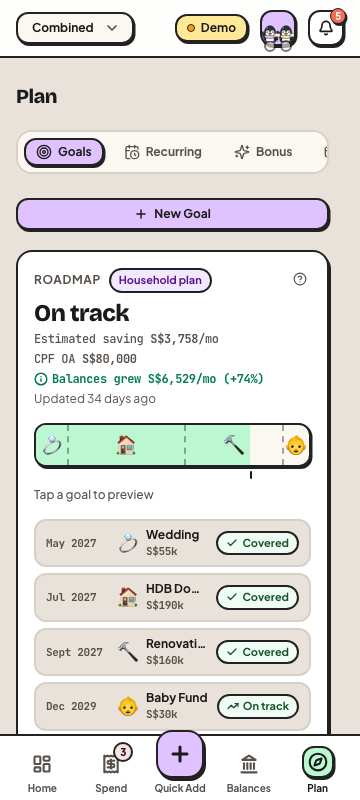 Combined
Demo
5
Plan
Goals
Recurring
Bonus
New Goal
ROADMAP
Household plan
On track
Estimated saving S$3,758/mo
CPF OA S$80,000
Balances grew S$6,529/mo (+74%)
Updated 34 days ago
Tap a goal to preview
May 2027
Wedding
S$55k
Covered
Jul 2027
HDB Do...
S$190k
Covered
Sept 2027
Renovati...
S$160k
Covered
Dec 2029
Baby Fund
S$30k
On track
3
Home
Spend
Quick Add
Balances
Plan